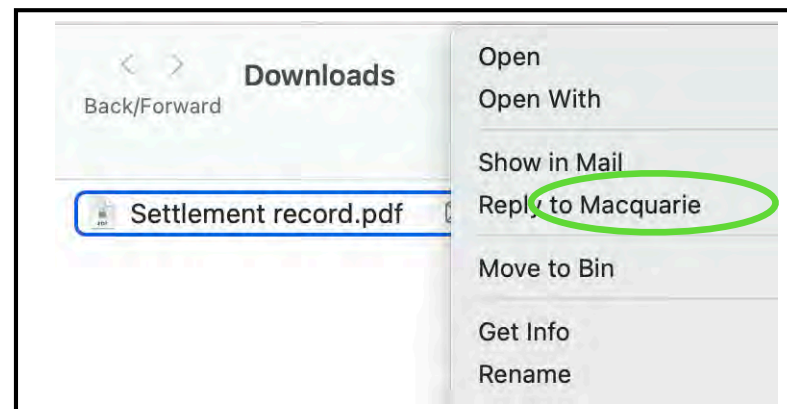 Downloads
Back/Forward
Settlement record.pdf
Open
Open With
Show in Mail
Reply to Macquarie
Move to Bin
Get Info
Rename